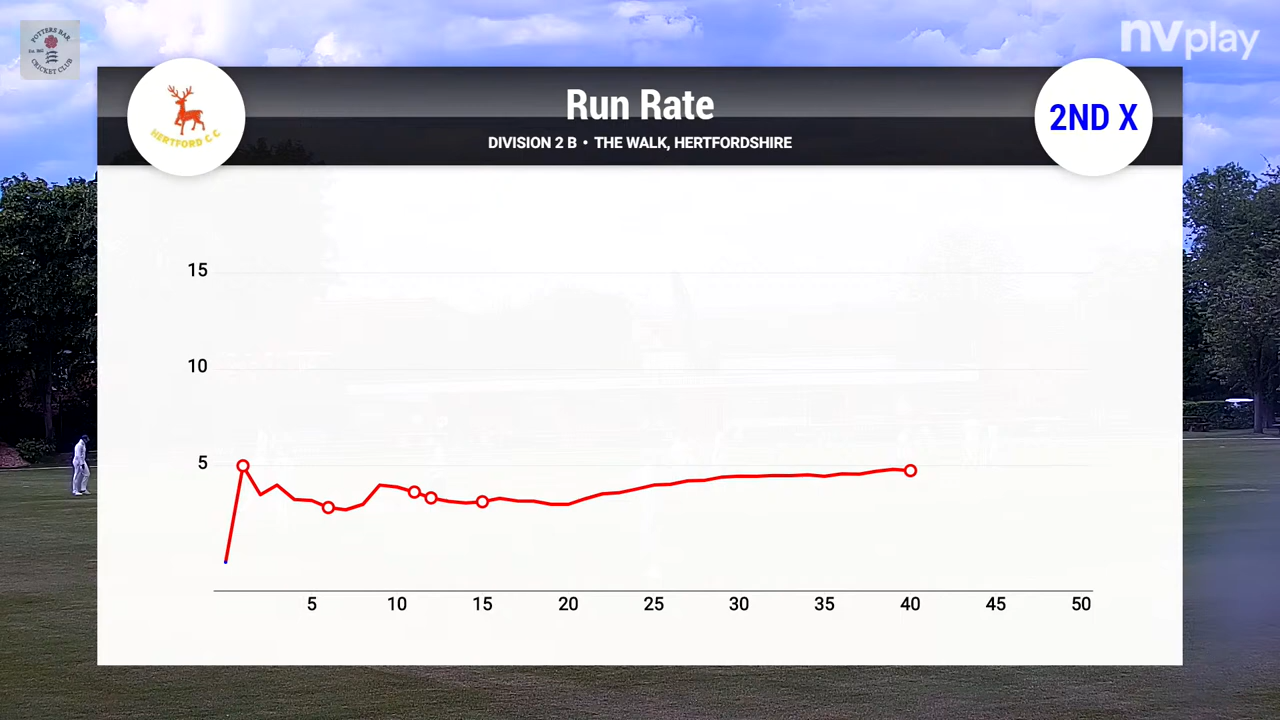 POTTERS BAR
CRICKET CLUB
nvplay
HERTFORD C C
Run Rate
2ND X
DIVISION 2 B • THE WALK, HERTFORDSHIRE
15
10
5
5 10 15 20 25 30 35 40 45 50